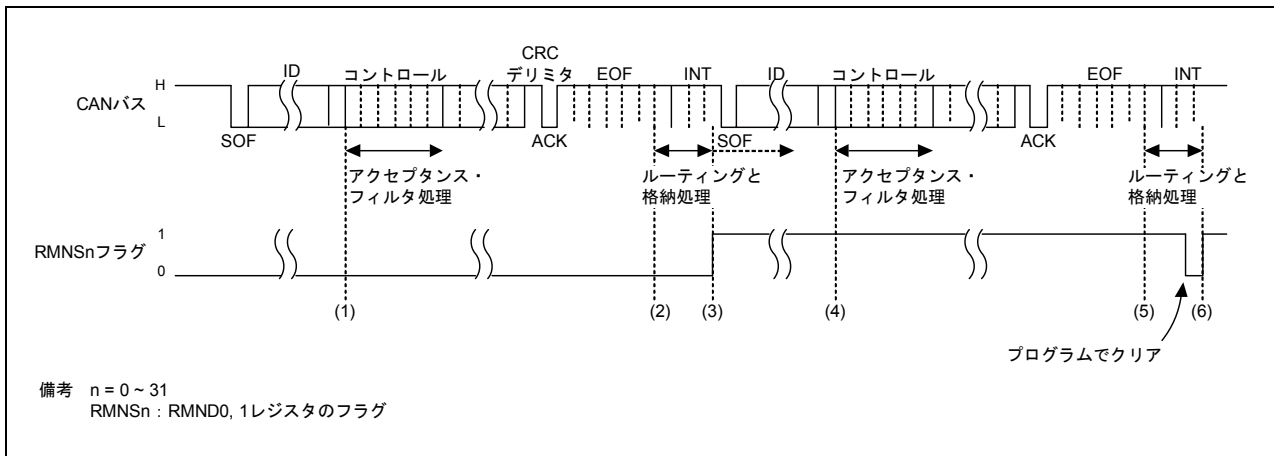 CRC
ID コントロール デリミタ EOF INT ID コントロール EOF INT
H
CANバス
L
SOF ACK SOF ACK
アクセプタンス・
フィルタ処理
ルーティングと
格納処理
アクセプタンス・
フィルタ処理
ルーティングと
格納処理
1
RMNSnフラグ
0
(1) (2) (3) (4) (5) (6)
プログラムでクリア
備考 n = 0 ~ 31
RMNSn : RMND0, 1レジスタのフラグ